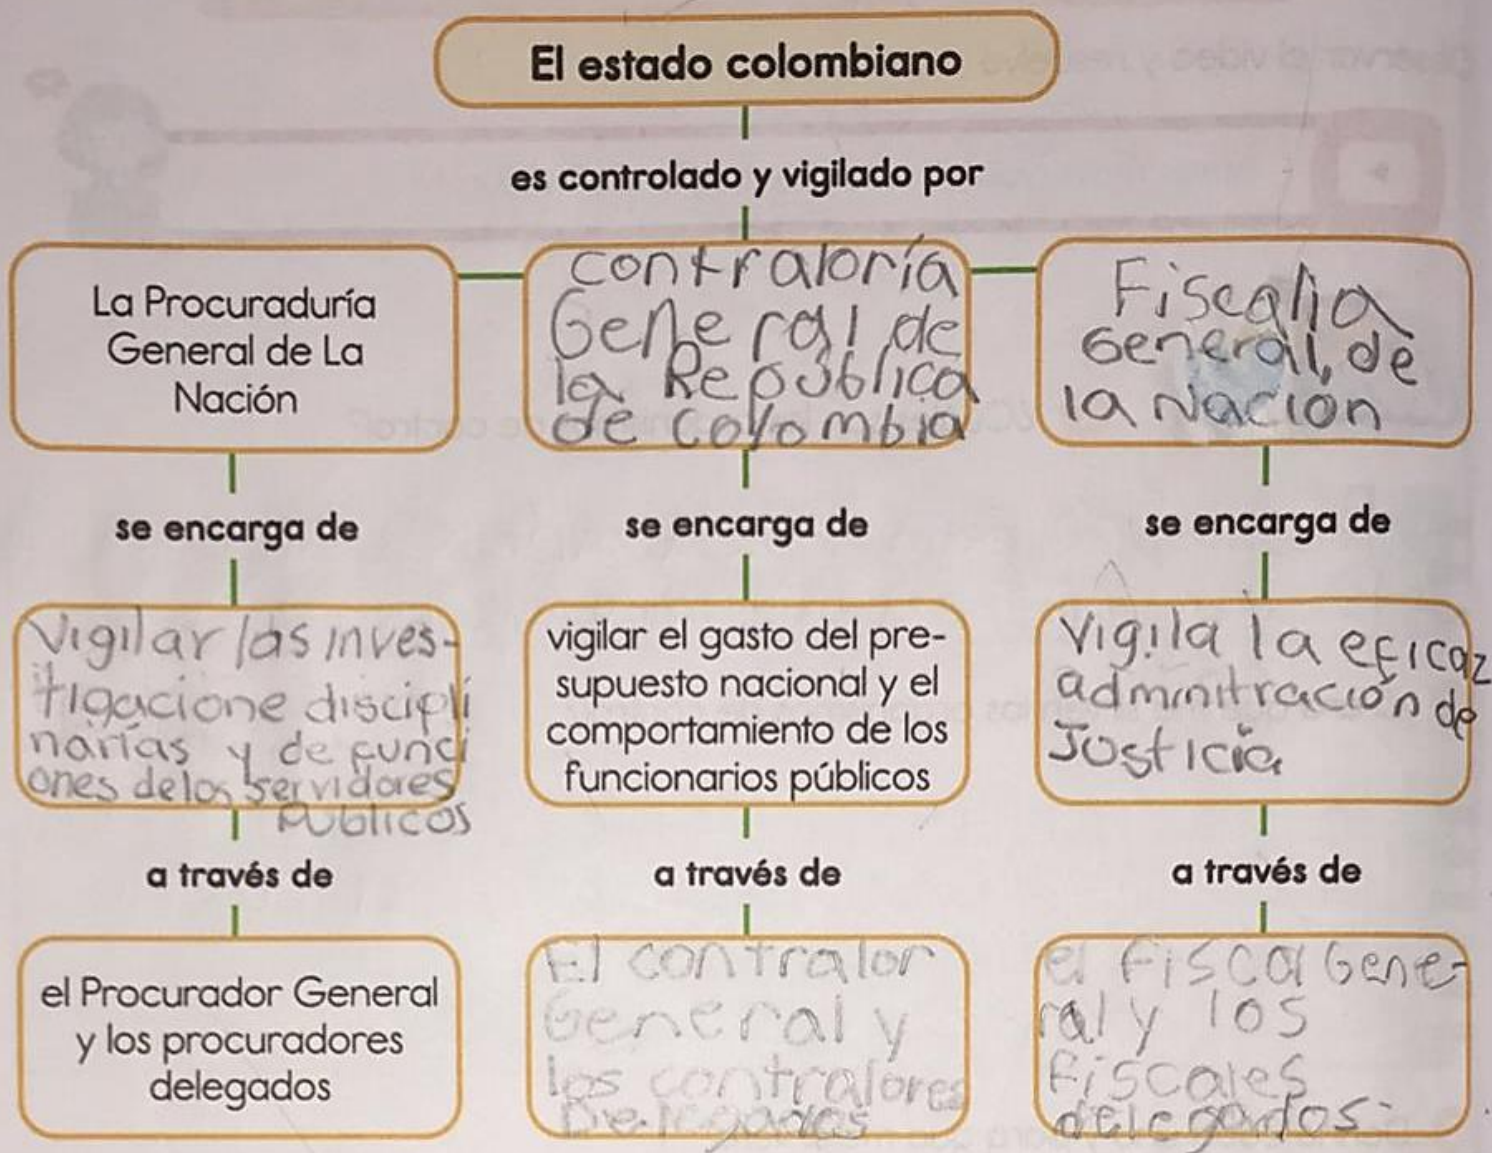 El estado colombiano
es controlado y vigilado por
La Procuraduría
General de La
Nación
contraloría
General de
la República
de colombia
Fiscalia
General, de
la Nación
se encarga de
se encarga de
se encarga de
Vigilar las inves-
tigacione discipli
narias y de funci
ones de los servidores
Publicos
vigilar el gasto del pre-
supuesto nacional y el
comportamiento de los
funcionarios públicos
Vigila la eficaz
adminitración de
Justicia
a través de
a través de
a través de
el Procurador General
y los procuradores
delegados
El contralor
General y
los contralores
Delegados
el fiscal Gene-
ral y los
fiscales
delegados.